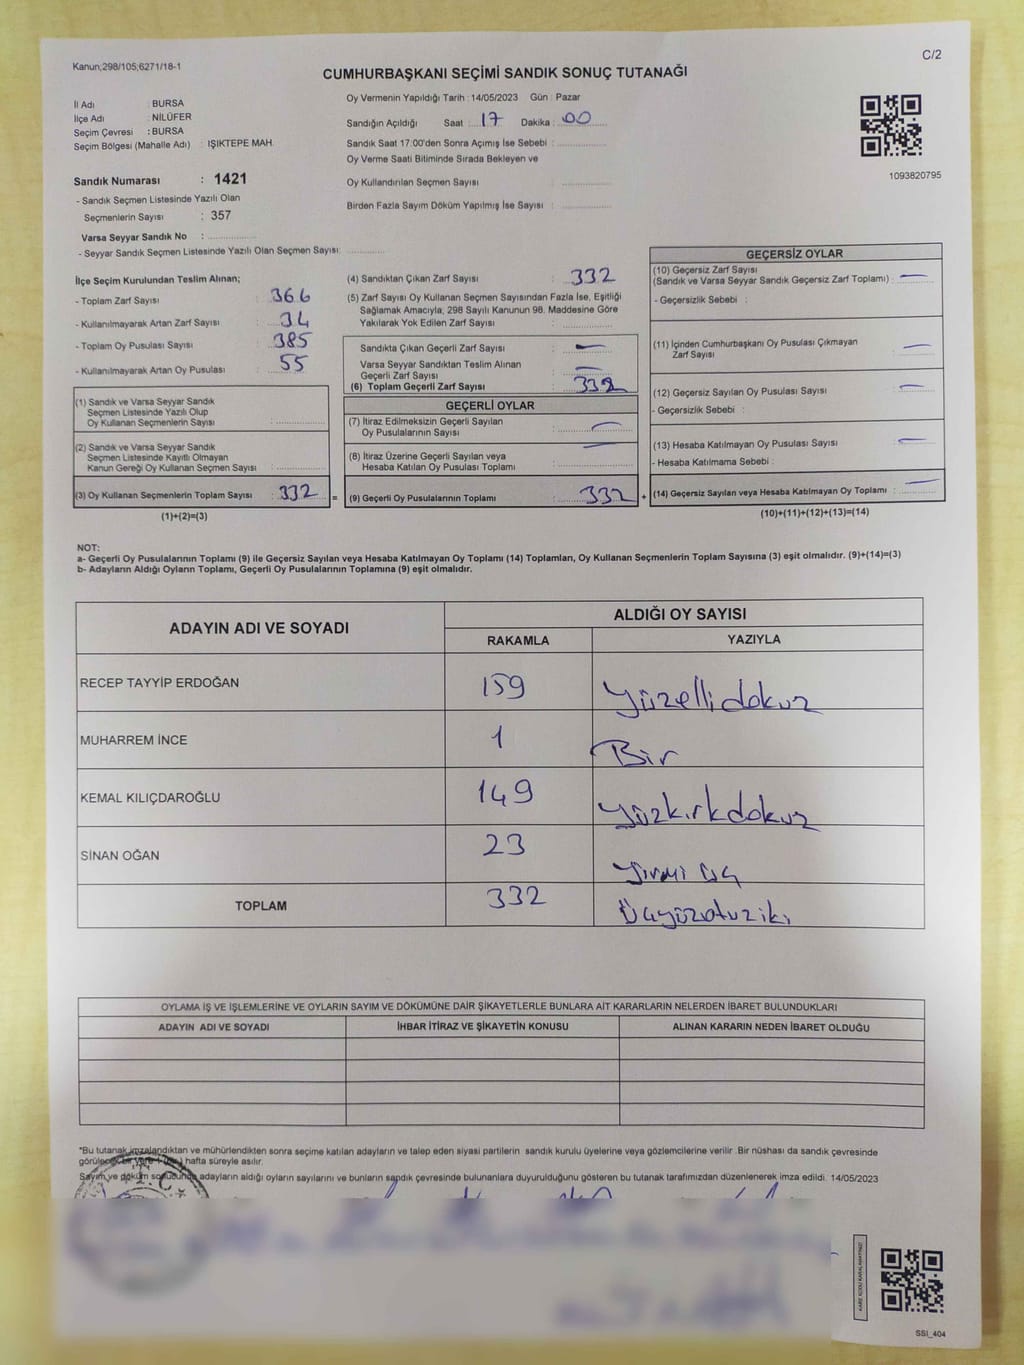 Kanun;298/105;6271/18-1
C/2
CUMHURBAŞKANI SEÇİMİ SANDIK SONUÇ TUTANAĞI
İl Adı : BURSA
İlçe Adı : NİLÜFER
Seçim Çevresi : BURSA
Seçim Bölgesi (Mahalle Adı) : IŞIKTEPE MAH.
Sandık Numarası : 1421
- Sandık Seçmen Listesinde Yazılı Olan
Seçmenlerin Sayısı : 357
Varsa Seyyar Sandık No :
- Seyyar Sandık Seçmen Listesinde Yazılı Olan Seçmen Sayısı:
Oy Vermenin Yapıldığı Tarih : 14/05/2023 Gün : Pazar
Sandığın Açıldığı Saat : 17 Dakika : 00
Sandık Saat 17:00'den Sonra Açımış İse Sebebi :
Oy Verme Saati Bitiminde Sırada Bekleyen ve
Oy Kullandırılan Seçmen Sayısı :
Birden Fazla Sayım Döküm Yapılmış İse Sayısı :
1093820795
İlçe Seçim Kurulundan Teslim Alınan;
- Toplam Zarf Sayısı : 366
- Kullanılmayarak Artan Zarf Sayısı : 34
- Toplam Oy Pusulası Sayısı : 385
- Kullanılmayarak Artan Oy Pusulası : 55
(1) Sandık ve Varsa Seyyar Sandık
Seçmen Listesinde Yazılı Olup
Oy Kullanan Seçmenlerin Sayısı :
(2) Sandık ve Varsa Seyyar Sandık
Seçmen Listesinde Kayıtlı Olmayan
Kanun Gereği Oy Kullanan Seçmen Sayısı :
(3) Oy Kullanan Seçmenlerin Toplam Sayısı : 332 =
(1)+(2)=(3)
(4) Sandıktan Çıkan Zarf Sayısı : 332
(5) Zarf Sayısı Oy Kullanan Seçmen Sayısından Fazla İse, Eşitliği
Sağlamak Amacıyla, 298 Sayılı Kanunun 98. Maddesine Göre
Yakılarak Yok Edilen Zarf Sayısı :
Sandıkta Çıkan Geçerli Zarf Sayısı : —
Varsa Seyyar Sandıktan Teslim Alınan
Geçerli Zarf Sayısı : —
(6) Toplam Geçerli Zarf Sayısı : 332
GEÇERLİ OYLAR
(7) İtiraz Edilmeksizin Geçerli Sayılan
Oy Pusulalarının Sayısı : —
(8) İtiraz Üzerine Geçerli Sayılan veya
Hesaba Katılan Oy Pusulası Toplamı : —
(9) Geçerli Oy Pusulalarının Toplamı : 332 +
GEÇERSİZ OYLAR
(10) Geçersiz Zarf Sayısı
(Sandık ve Varsa Seyyar Sandık Geçersiz Zarf Toplamı) : —
- Geçersizlik Sebebi :
(11) İçinden Cumhurbaşkanı Oy Pusulası Çıkmayan
Zarf Sayısı : —
(12) Geçersiz Sayılan Oy Pusulası Sayısı : —
- Geçersizlik Sebebi :
(13) Hesaba Katılmayan Oy Pusulası Sayısı : —
- Hesaba Katılmama Sebebi :
(14) Geçersiz Sayılan veya Hesaba Katılmayan Oy Toplamı : —
(10)+(11)+(12)+(13)=(14)
NOT:
a- Geçerli Oy Pusulalarının Toplamı (9) ile Geçersiz Sayılan veya Hesaba Katılmayan Oy Toplamı (14) Toplamları, Oy Kullanan Seçmenlerin Toplam Sayısına (3) eşit olmalıdır. (9)+(14)=(3)
b- Adayların Aldığı Oyların Toplamı, Geçerli Oy Pusulalarının Toplamına (9) eşit olmalıdır.
ADAYIN ADI VE SOYADI
ALDIĞI OY SAYISI
RAKAMLA YAZIYLA
RECEP TAYYİP ERDOĞAN 159 Yüzellidokuz
MUHARREM İNCE 1 Bir
KEMAL KILIÇDAROĞLU 149 Yüzkırkdokuz
SİNAN OĞAN 23 Yirmi üç
TOPLAM 332 Üçyüzotuziki
OYLAMA İŞ VE İŞLEMLERİNE VE OYLARIN SAYIM VE DÖKÜMÜNE DAİR ŞİKAYETLERLE BUNLARA AİT KARARLARIN NELERDEN İBARET BULUNDUKLARI
ADAYIN ADI VE SOYADI İHBAR İTİRAZ VE ŞİKAYETİN KONUSU ALINAN KARARIN NEDEN İBARET OLDUĞU
*Bu tutanak imzalandıktan ve mühürlendikten sonra seçime katılan adayların ve talep eden siyasi partilerin sandık kurulu üyelerine veya gözlemcilerine verilir. Bir nüshası da sandık çevresinde
görülecek bir yere 1 hafta süreyle asılır.
Sayım ve döküm sonucunda adayların aldığı oyların sayılarını ve bunların sandık çevresinde bulunanlara duyurulduğunu gösteren bu tutanak tarafımızdan düzenlenerek imza edildi. 14/05/2023
T.C.
KARE KODU KARALAMAYINIZ!
SSI_404